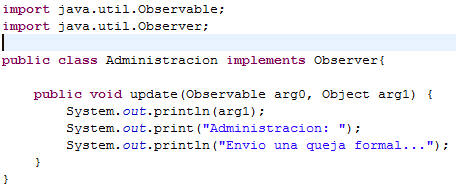 import java.util.Observable;
import java.util.Observer;
public class Administracion implements Observer{
public void update(Observable arg0, Object arg1) {
System.out.println(arg1);
System.out.print("Administracion: ");
System.out.println("Envio una queja formal...");
}
}